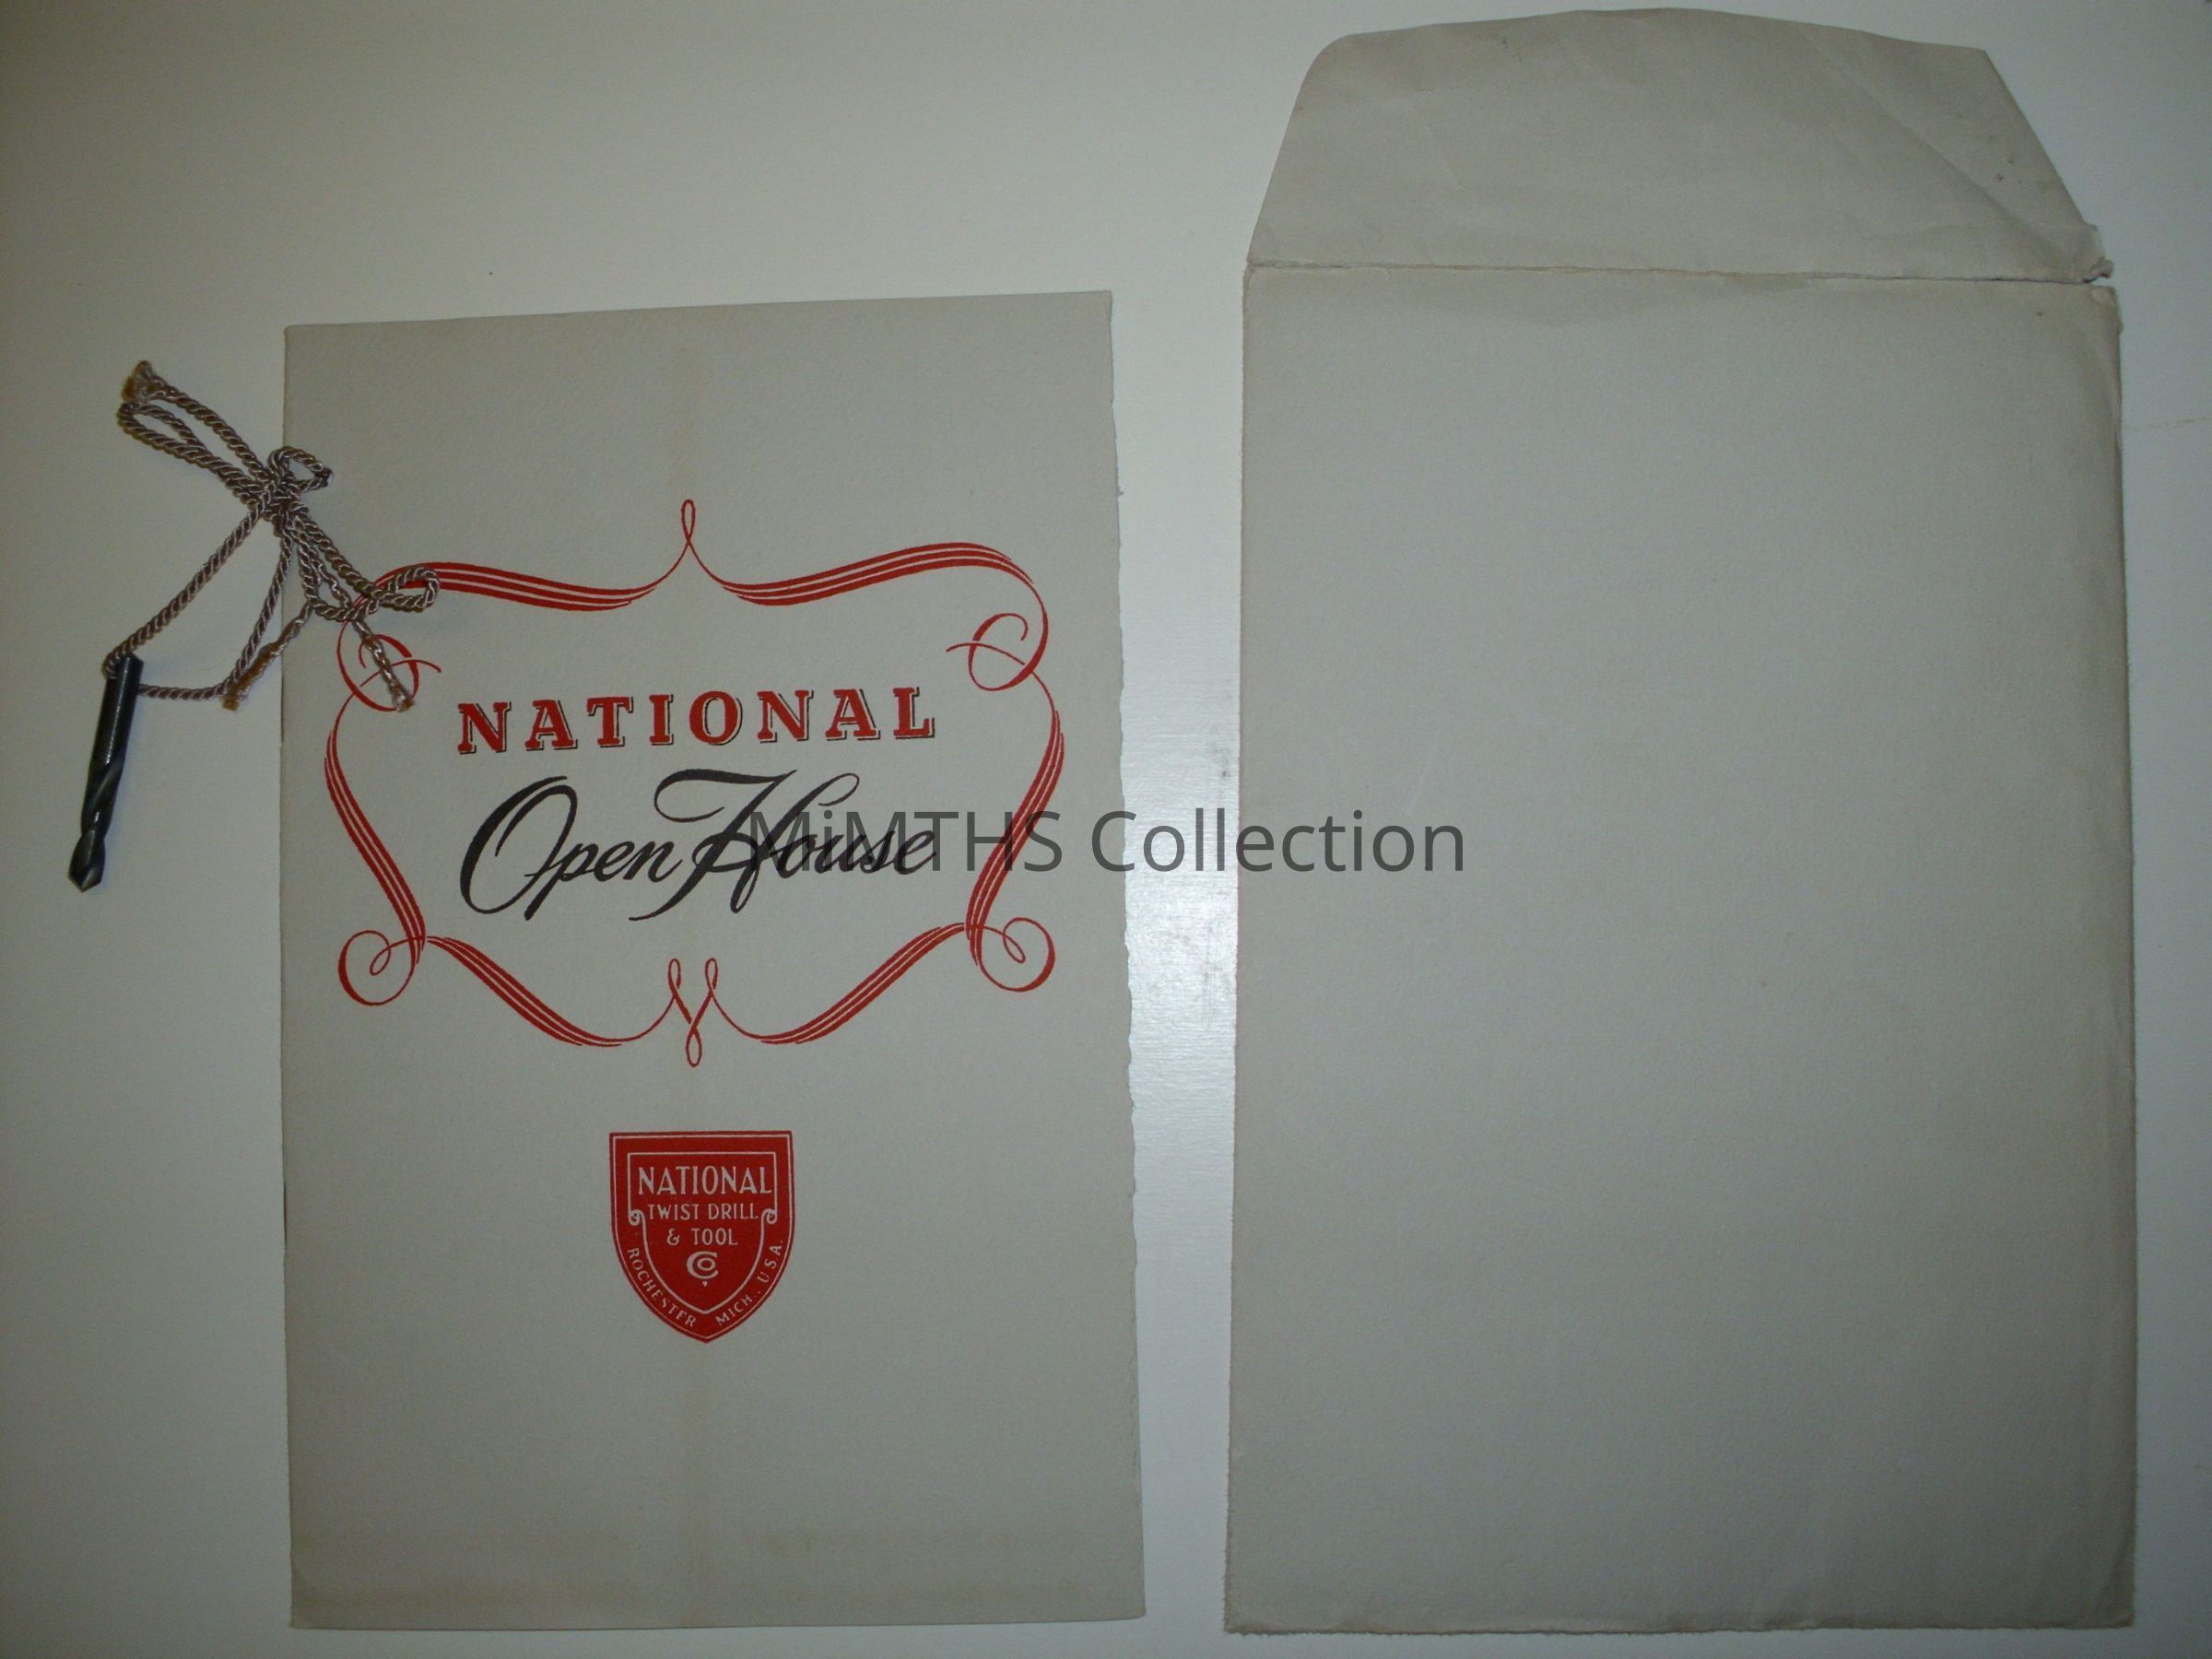 NATIONAL
Open House
MiMTHS Collection
NATIONAL
TWIST DRILL
& TOOL
CO
ROCHESTER MICH., U.S.A.